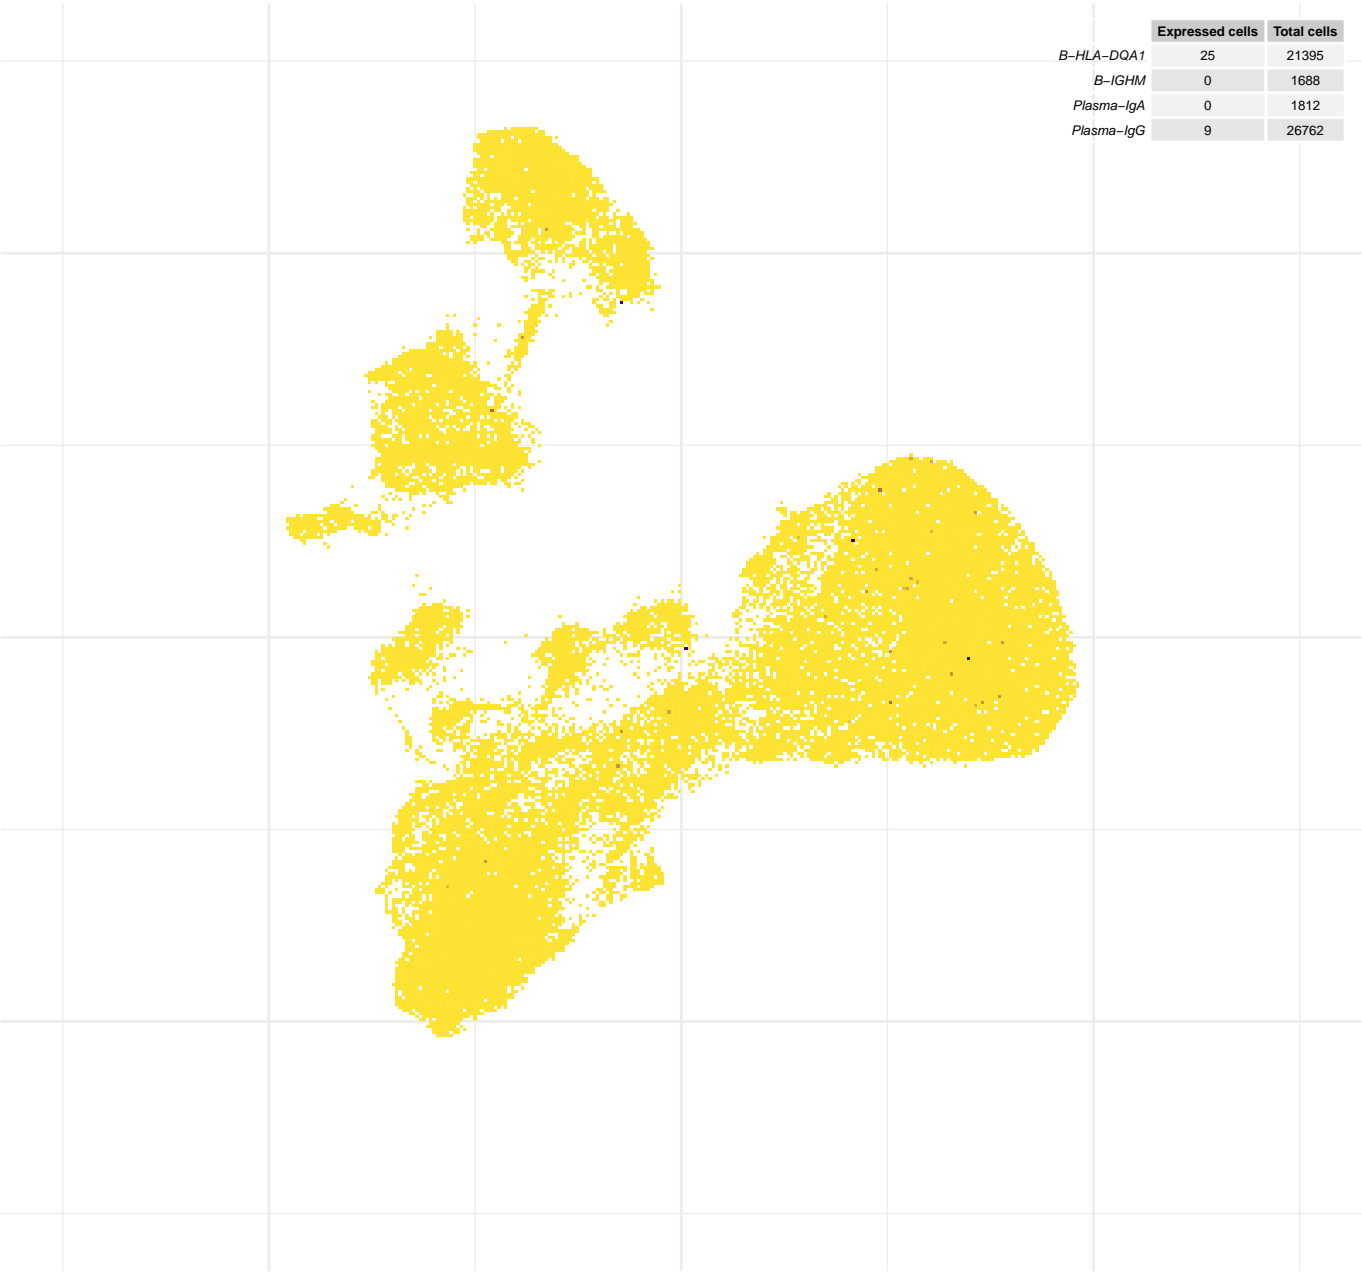 Expressed cells Total cells
B−HLA−DQA1 25 21395
B−IGHM 0 1688
Plasma−IgA 0 1812
Plasma−IgG 9 26762